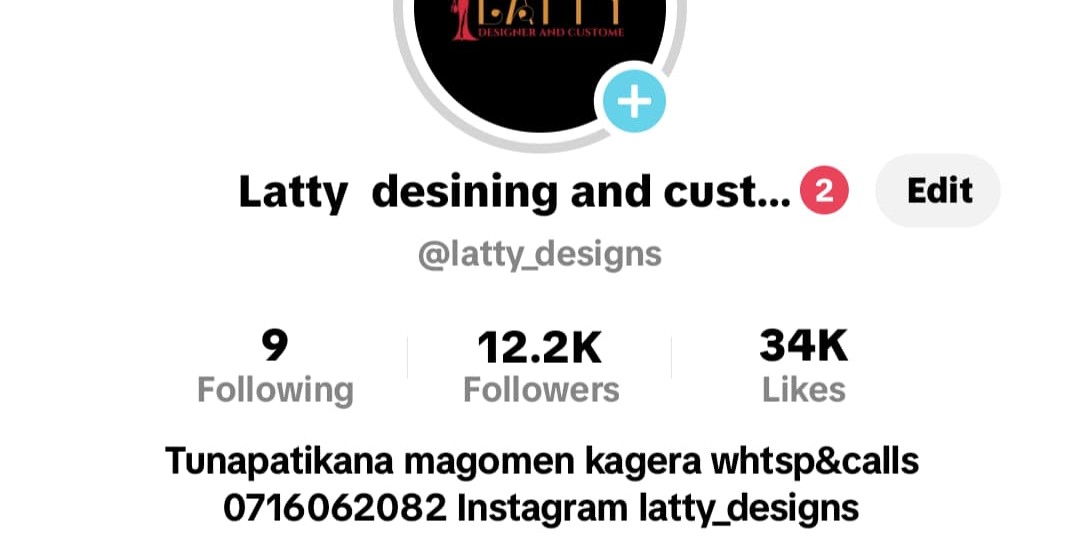 LATTY
DESIGNER AND CUSTOME
Latty desining and cust... 2 Edit
@latty_designs
9 12.2K 34K
Following Followers Likes
Tunapatikana magomen kagera whtsp&calls
0716062082 Instagram latty_designs